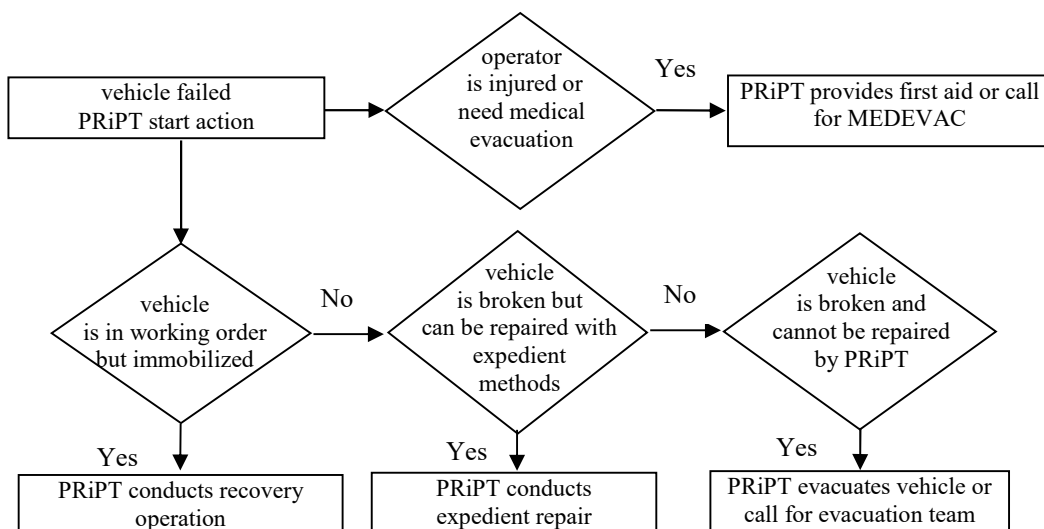 vehicle failed
PRiPT start action
operator
is injured or
need medical
evacuation
Yes
PRiPT provides first aid or call
for MEDEVAC
vehicle
is in working order
but immobilized
No
vehicle
is broken but
can be repaired with
expedient
methods
No
vehicle
is broken and
cannot be repaired
by PRiPT
Yes
PRiPT conducts recovery
operation
Yes
PRiPT conducts
expedient repair
Yes
PRiPT evacuates vehicle or
call for evacuation team